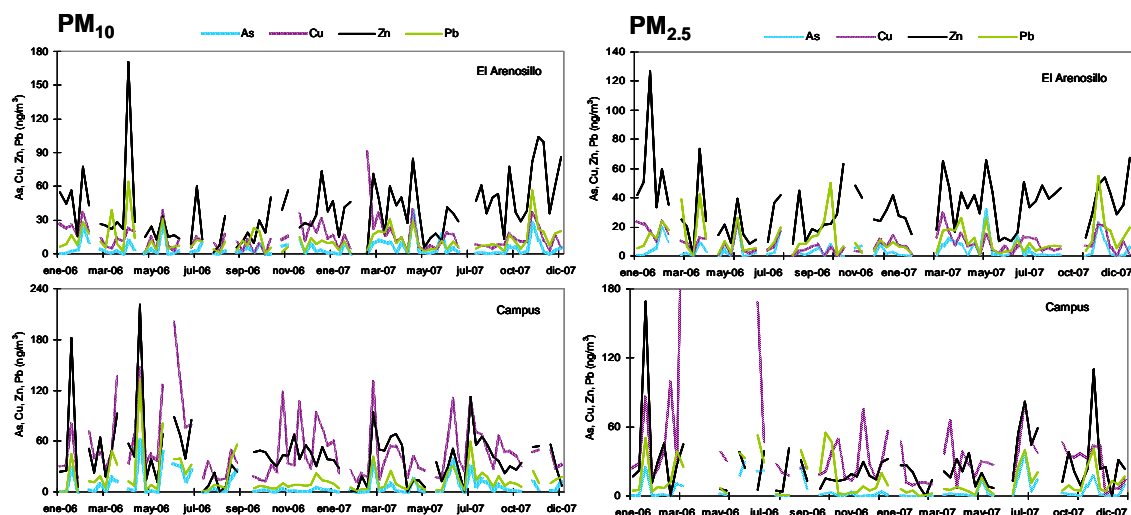 PM10
As Cu Zn Pb
As, Cu, Zn, Pb (ng/m³)
180
150
120
90
60
30
0
El Arenosillo
ene-06 mar-06 may-06 jul-06 sep-06 nov-06 ene-07 mar-07 may-07 jul-07 oct-07 dic-07
As, Cu, Zn, Pb (ng/m³)
240
180
120
60
0
Campus
ene-06 mar-06 may-06 jul-06 sep-06 nov-06 ene-07 mar-07 may-07 jul-07 oct-07 dic-07
PM2.5
As Cu Zn Pb
As, Cu, Zn, Pb (ng/m³)
140
120
100
80
60
40
20
0
El Arenosillo
ene-06 mar-06 may-06 jul-06 sep-06 nov-06 ene-07 mar-07 may-07 jul-07 oct-07 dic-07
As, Cu, Zn, Pb (ng/m³)
180
120
60
0
Campus
ene-06 mar-06 may-06 jul-06 sep-06 nov-06 ene-07 mar-07 may-07 jul-07 oct-07 dic-07